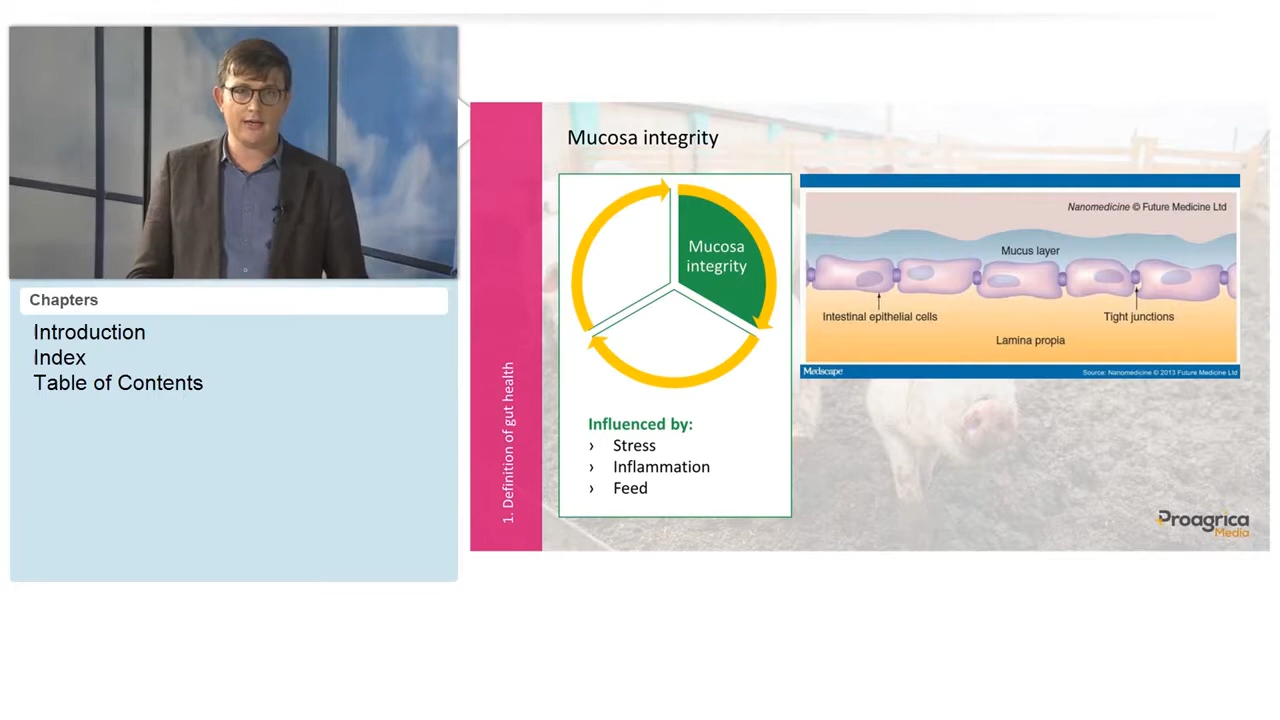 Chapters
Introduction
Index
Table of Contents
1. Definition of gut health
Mucosa integrity
Mucosa
integrity
Influenced by:
› Stress
› Inflammation
› Feed
Nanomedicine © Future Medicine Ltd
Mucus layer
Intestinal epithelial cells
Tight junctions
Lamina propia
Medscape
Source: Nanomedicine © 2013 Future Medicine Ltd
Proagrica
Media